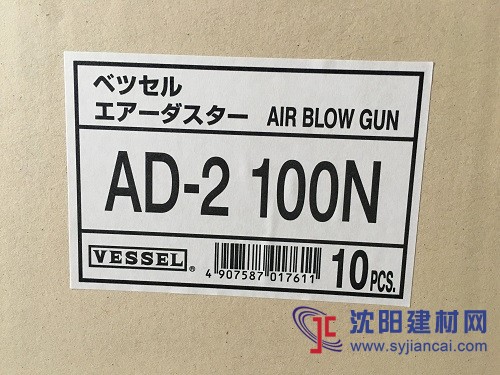 ベツセル
エアーダスター AIR BLOW GUN
AD-2 100N
VESSEL ®
4 907587 017611
10 PCS.
沈阳建材网
www.syjiancai.com